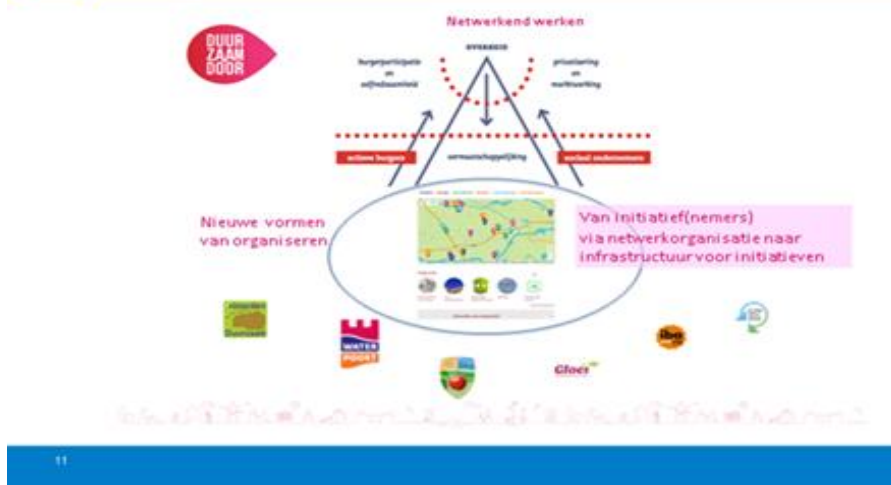 Netwerkend werken
DUUR
ZAAM
DOOR
OVERHEID
burgerparticipatie
en
zelfredzaamheid
privatisering
en
marktwerking
actieve burgers
vermaatschappelijking
sociaal ondernemers
Nieuwe vormen
van organiseren
Van initiatief(nemers)
via netwerkorganisatie naar
infrastructuur voor initiatieven
WATER
POORT
Gloei
11